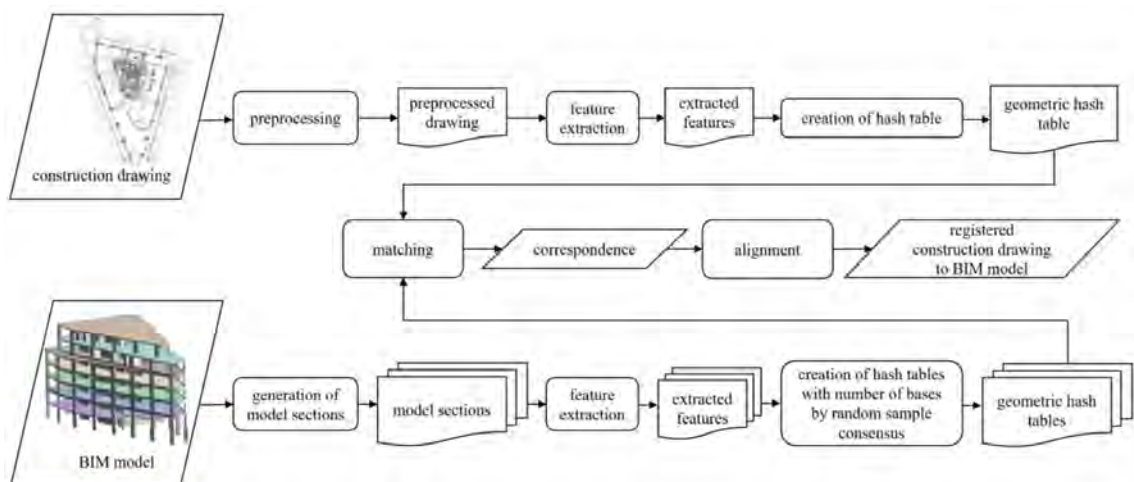 construction drawing
preprocessing
preprocessed
drawing
feature
extraction
extracted
features
creation of hash table
geometric hash
table
matching
correspondence
alignment
registered
construction drawing
to BIM model
BIM model
generation of
model sections
model sections
feature
extraction
extracted
features
creation of hash tables
with number of bases
by random sample
consensus
geometric hash
tables